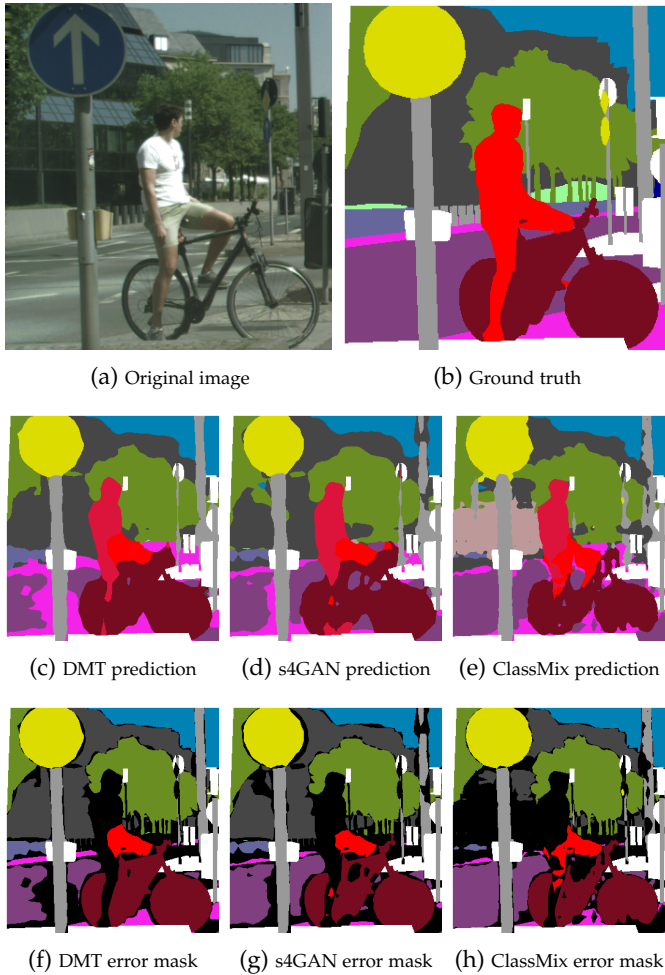 (a) Original image
(b) Ground truth
(c) DMT prediction
(d) s4GAN prediction
(e) ClassMix prediction
(f) DMT error mask
(g) s4GAN error mask
(h) ClassMix error mask